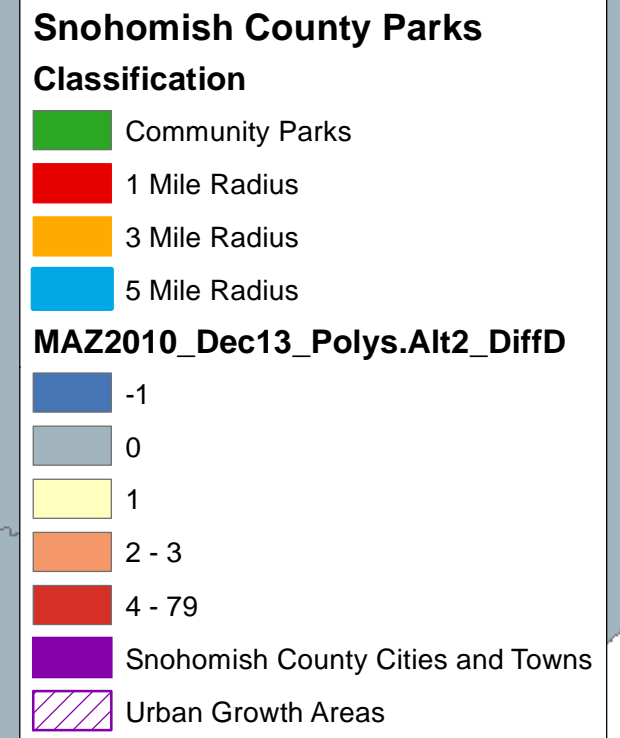 Snohomish County Parks
Classification
Community Parks
1 Mile Radius
3 Mile Radius
5 Mile Radius
MAZ2010_Dec13_Polys.Alt2_DiffD
-1
0
1
2 - 3
4 - 79
Snohomish County Cities and Towns
Urban Growth Areas